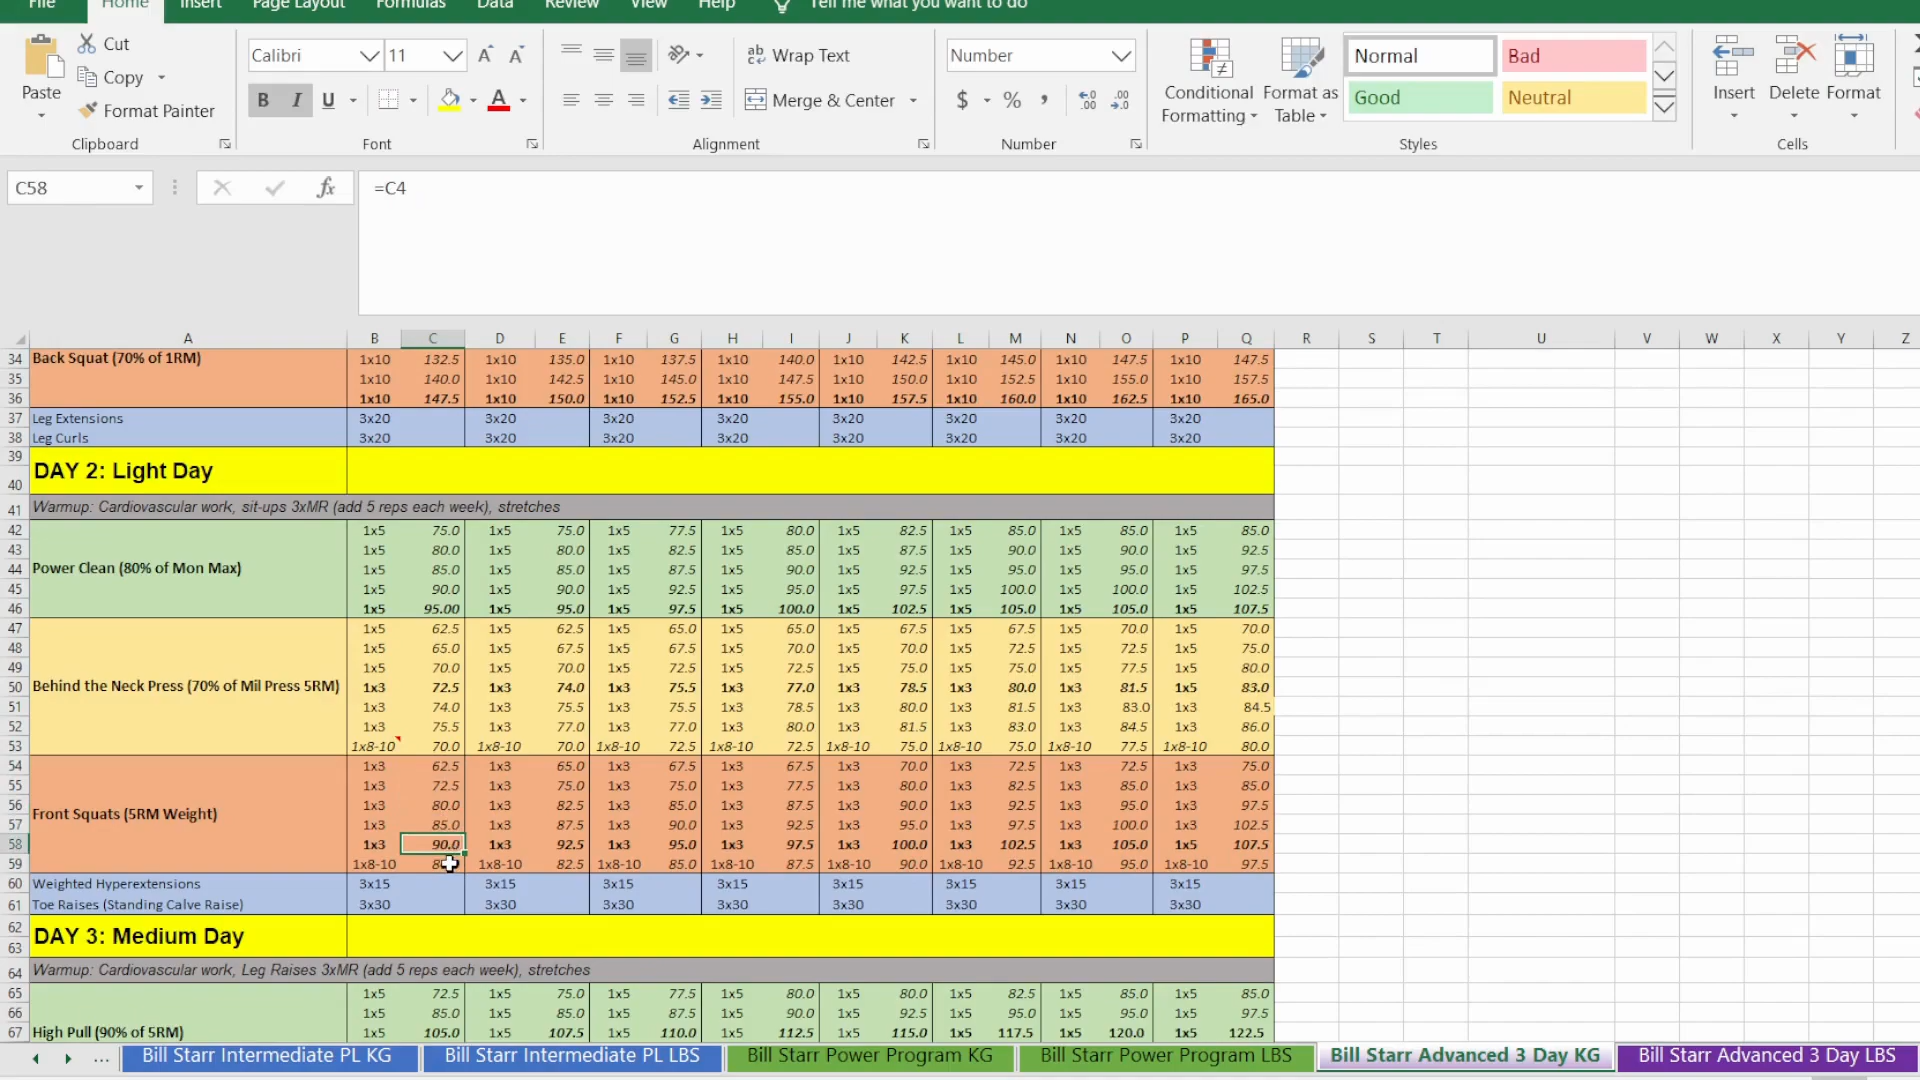 File Home Insert Page Layout Formulas Data Review View Help Tell me what you want to do
Paste Cut Copy Format Painter Clipboard
Calibri 11 B I U A Font
Wrap Text Merge & Center Alignment
Number $ % , Number
Conditional Formatting Format as Table Normal Bad Good Neutral Styles
Insert Delete Format Cells
C58 fx =C4
A B C D E F G H I J K L M N O P Q R S T U V W X Y Z
34 Back Squat (70% of 1RM) 1x10 132.5 1x10 135.0 1x10 137.5 1x10 140.0 1x10 142.5 1x10 145.0 1x10 147.5 1x10 147.5
35 1x10 140.0 1x10 142.5 1x10 145.0 1x10 147.5 1x10 150.0 1x10 152.5 1x10 155.0 1x10 157.5
36 1x10 147.5 1x10 150.0 1x10 152.5 1x10 155.0 1x10 157.5 1x10 160.0 1x10 162.5 1x10 165.0
37 Leg Extensions 3x20 3x20 3x20 3x20 3x20 3x20 3x20 3x20
38 Leg Curls 3x20 3x20 3x20 3x20 3x20 3x20 3x20 3x20
39
40 DAY 2: Light Day
41 Warmup: Cardiovascular work, sit-ups 3xMR (add 5 reps each week), stretches
42 1x5 75.0 1x5 75.0 1x5 77.5 1x5 80.0 1x5 82.5 1x5 85.0 1x5 85.0 1x5 85.0
43 1x5 80.0 1x5 80.0 1x5 82.5 1x5 85.0 1x5 87.5 1x5 90.0 1x5 90.0 1x5 92.5
44 Power Clean (80% of Mon Max) 1x5 85.0 1x5 85.0 1x5 87.5 1x5 90.0 1x5 92.5 1x5 95.0 1x5 95.0 1x5 97.5
45 1x5 90.0 1x5 90.0 1x5 92.5 1x5 95.0 1x5 97.5 1x5 100.0 1x5 100.0 1x5 102.5
46 1x5 95.00 1x5 95.0 1x5 97.5 1x5 100.0 1x5 102.5 1x5 105.0 1x5 105.0 1x5 107.5
47 1x5 62.5 1x5 62.5 1x5 65.0 1x5 65.0 1x5 67.5 1x5 67.5 1x5 70.0 1x5 70.0
48 1x5 65.0 1x5 67.5 1x5 67.5 1x5 70.0 1x5 70.0 1x5 72.5 1x5 72.5 1x5 75.0
49 1x5 70.0 1x5 70.0 1x5 72.5 1x5 72.5 1x5 75.0 1x5 75.0 1x5 77.5 1x5 80.0
50 Behind the Neck Press (70% of Mil Press 5RM) 1x3 72.5 1x3 74.0 1x3 75.5 1x3 77.0 1x3 78.5 1x3 80.0 1x3 81.5 1x5 83.0
51 1x3 74.0 1x3 75.5 1x3 75.5 1x3 78.5 1x3 80.0 1x3 81.5 1x3 83.0 1x3 84.5
52 1x3 75.5 1x3 77.0 1x3 77.0 1x3 80.0 1x3 81.5 1x3 83.0 1x3 84.5 1x3 86.0
53 1x8-10 70.0 1x8-10 70.0 1x8-10 72.5 1x8-10 72.5 1x8-10 75.0 1x8-10 75.0 1x8-10 77.5 1x8-10 80.0
54 1x3 62.5 1x3 65.0 1x3 67.5 1x3 67.5 1x3 70.0 1x3 72.5 1x3 72.5 1x3 75.0
55 1x3 72.5 1x3 75.0 1x3 75.0 1x3 77.5 1x3 80.0 1x3 82.5 1x3 85.0 1x3 85.0
56 1x3 80.0 1x3 82.5 1x3 85.0 1x3 87.5 1x3 90.0 1x3 92.5 1x3 95.0 1x3 97.5
57 Front Squats (5RM Weight) 1x3 85.0 1x3 87.5 1x3 90.0 1x3 92.5 1x3 95.0 1x3 97.5 1x3 100.0 1x3 102.5
58 1x3 90.0 1x3 92.5 1x3 95.0 1x3 97.5 1x3 100.0 1x3 102.5 1x3 105.0 1x5 107.5
59 1x8-10 1x8-10 82.5 1x8-10 85.0 1x8-10 87.5 1x8-10 90.0 1x8-10 92.5 1x8-10 95.0 1x8-10 97.5
60 Weighted Hyperextensions 3x15 3x15 3x15 3x15 3x15 3x15 3x15 3x15
61 Toe Raises (Standing Calve Raise) 3x30 3x30 3x30 3x30 3x30 3x30 3x30 3x30
62
63 DAY 3: Medium Day
64 Warmup: Cardiovascular work, Leg Raises 3xMR (add 5 reps each week), stretches
65 1x5 72.5 1x5 75.0 1x5 77.5 1x5 80.0 1x5 80.0 1x5 82.5 1x5 85.0 1x5 85.0
66 1x5 85.0 1x5 85.0 1x5 87.5 1x5 90.0 1x5 92.5 1x5 95.0 1x5 95.0 1x5 97.5
67 High Pull (90% of 5RM) 1x5 105.0 1x5 107.5 1x5 110.0 1x5 112.5 1x5 115.0 1x5 117.5 1x5 120.0 1x5 122.5
... Bill Starr Intermediate PL KG Bill Starr Intermediate PL LBS Bill Starr Power Program KG Bill Starr Power Program LBS Bill Starr Advanced 3 Day KG Bill Starr Advanced 3 Day LBS